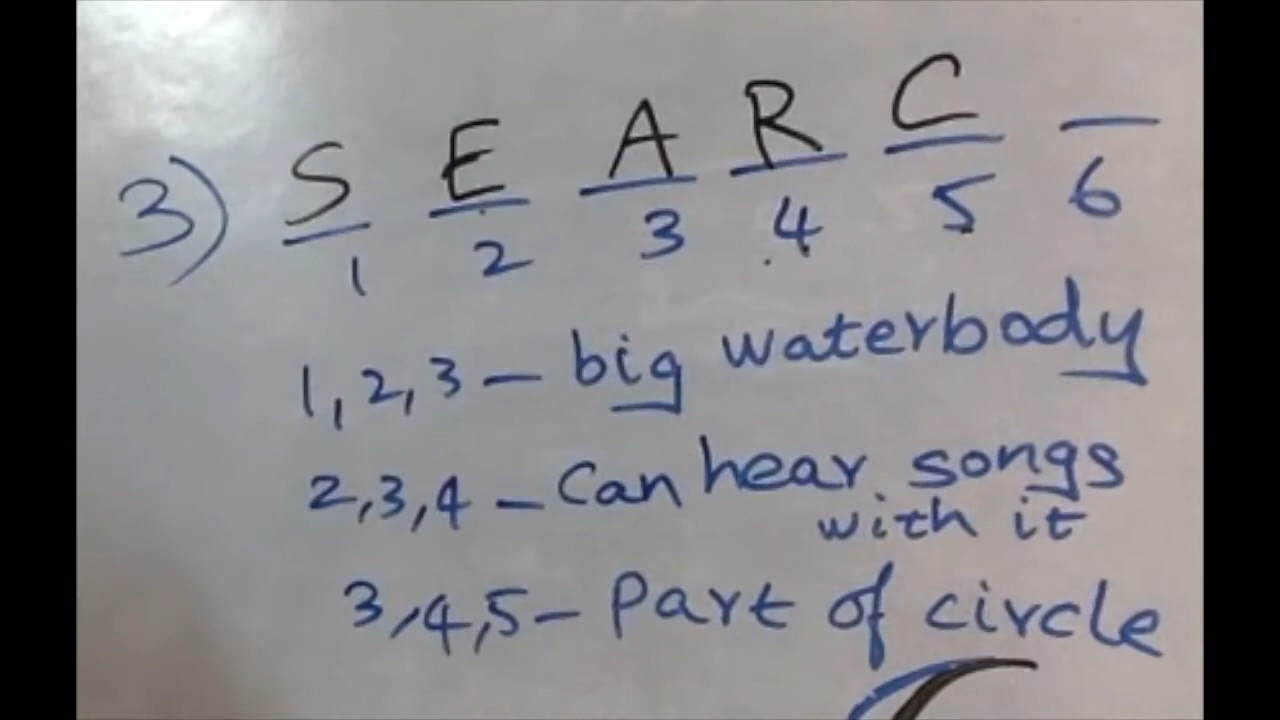 3) S E A R C _
1 2 3 4 5 6
1,2,3 - big waterbody
2,3,4 - Can hear songs
with it
3,4,5 - Part of circle